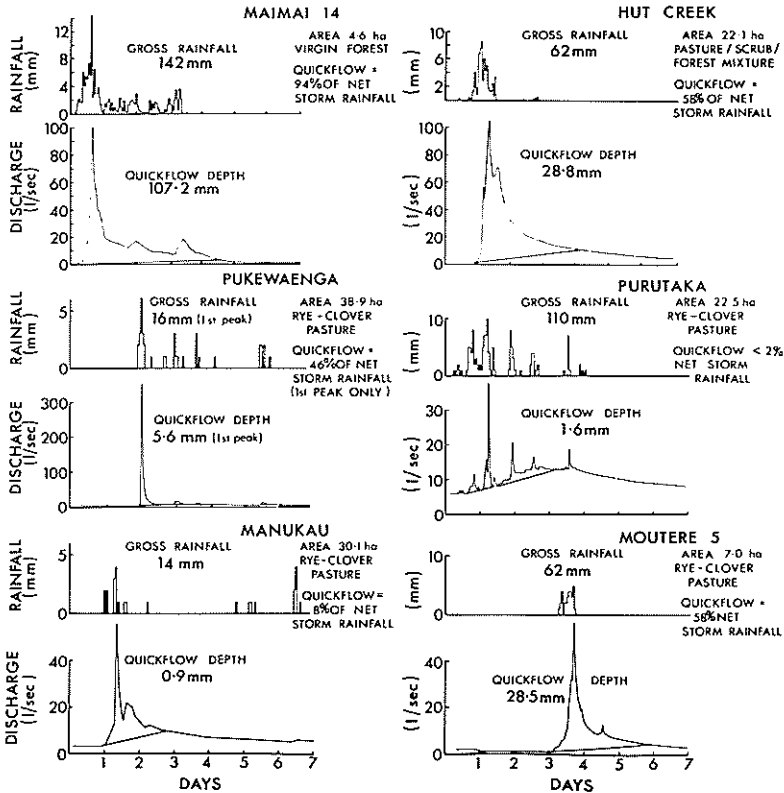 MAIMAI 14
RAINFALL (mm)
12
8
4
0
GROSS RAINFALL
142mm
AREA 4·6 ha
VIRGIN FOREST
QUICKFLOW =
94% OF NET
STORM RAINFALL
DISCHARGE (l/sec)
100
80
60
40
20
0
QUICKFLOW DEPTH
107·2 mm
HUT CREEK
(mm)
8
4
0
GROSS RAINFALL
62mm
AREA 22·1 ha
PASTURE/SCRUB/
FOREST MIXTURE
QUICKFLOW =
58% OF NET
STORM RAINFALL
(l/sec)
100
80
60
40
20
0
QUICKFLOW DEPTH
28·8mm
PUKEWAENGA
RAINFALL (mm)
5
0
GROSS RAINFALL
16mm (1st peak)
AREA 38·9 ha
RYE-CLOVER
PASTURE
QUICKFLOW =
46% OF NET
STORM RAINFALL
(1st PEAK ONLY)
DISCHARGE (l/sec)
300
200
100
0
QUICKFLOW DEPTH
5·6 mm (1st peak)
PURUTAKA
(mm)
10
5
0
GROSS RAINFALL
110mm
AREA 22·5 ha
RYE-CLOVER
PASTURE
QUICKFLOW < 2%
NET STORM
RAINFALL
(l/sec)
30
20
10
0
QUICKFLOW DEPTH
1·6mm
MANUKAU
RAINFALL (mm)
5
0
GROSS RAINFALL
14 mm
AREA 30·1 ha
RYE-CLOVER
PASTURE
QUICKFLOW=
8% OF NET
STORM RAINFALL
DISCHARGE (l/sec)
40
20
0
QUICKFLOW DEPTH
0·9mm
1 2 3 4 5 6 7
DAYS
MOUTERE 5
(mm)
5
0
GROSS RAINFALL
62mm
AREA 7·0 ha
RYE-CLOVER
PASTURE
QUICKFLOW =
58% NET
STORM RAINFALL
(l/sec)
40
20
0
QUICKFLOW DEPTH
28·5mm
1 2 3 4 5 6 7
DAYS